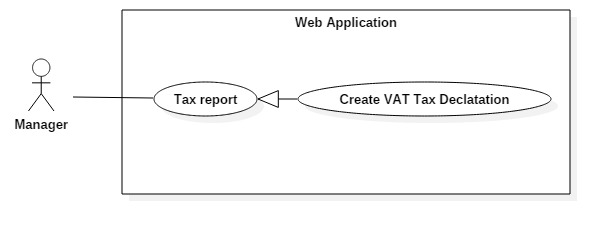 Web Application
Tax report
Create VAT Tax Declatation
Manager